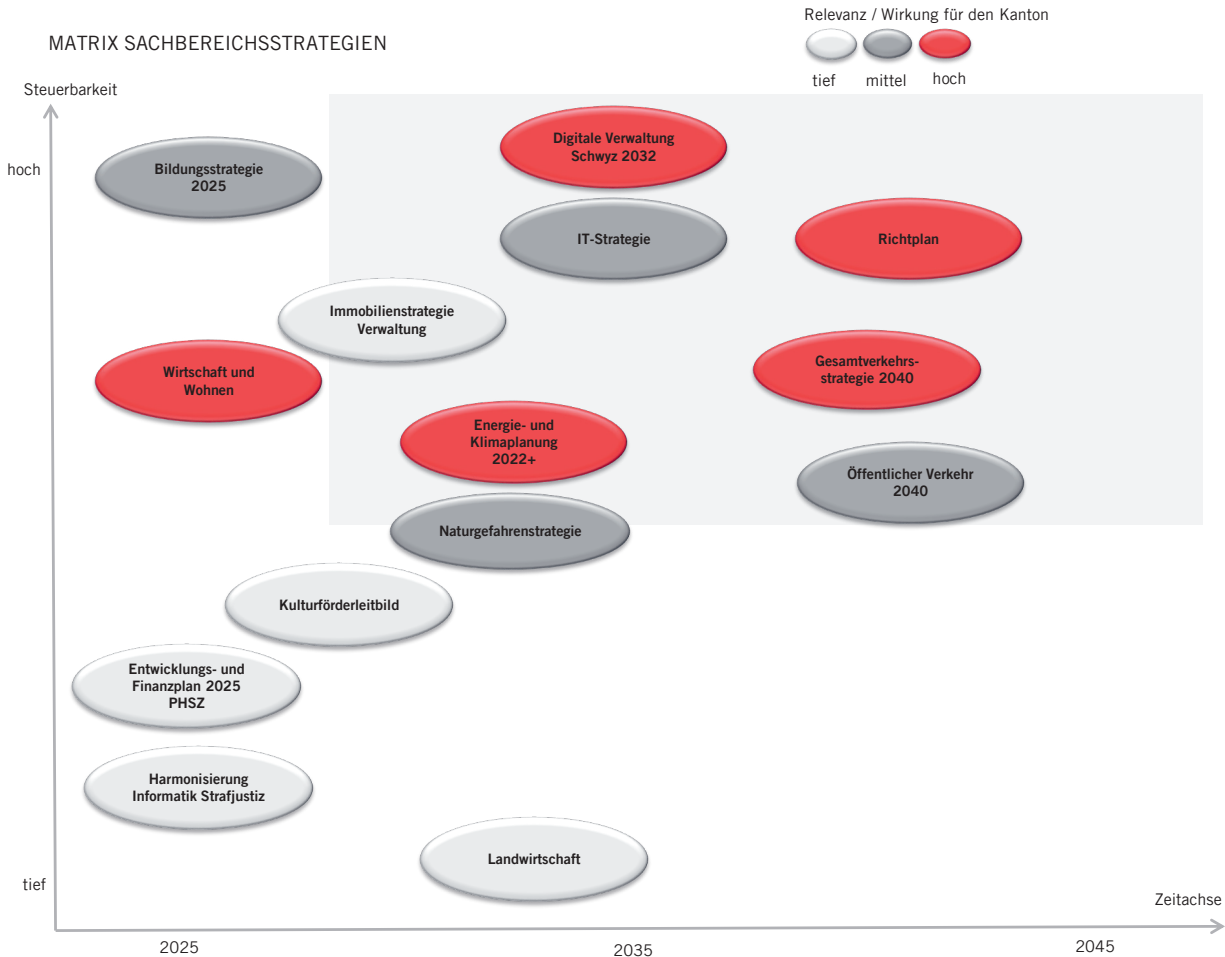 Relevanz / Wirkung für den Kanton
MATRIX SACHBEREICHSSTRATEGIEN
tief
mittel
hoch
Steuerbarkeit
hoch
Digitale Verwaltung
Schwyz 2032
Bildungsstrategie
2025
IT-Strategie
Richtplan
Immobilienstrategie
Verwaltung
Wirtschaft und
Wohnen
Gesamtverkehrs-
strategie 2040
Energie- und
Klimaplanung
2022+
Öffentlicher Verkehr
2040
Naturgefahrenstrategie
Kulturförderleitbild
Entwicklungs- und
Finanzplan 2025
PHSZ
Harmonisierung
Informatik Strafjustiz
Landwirtschaft
tief
Zeitachse
2025
2035
2045